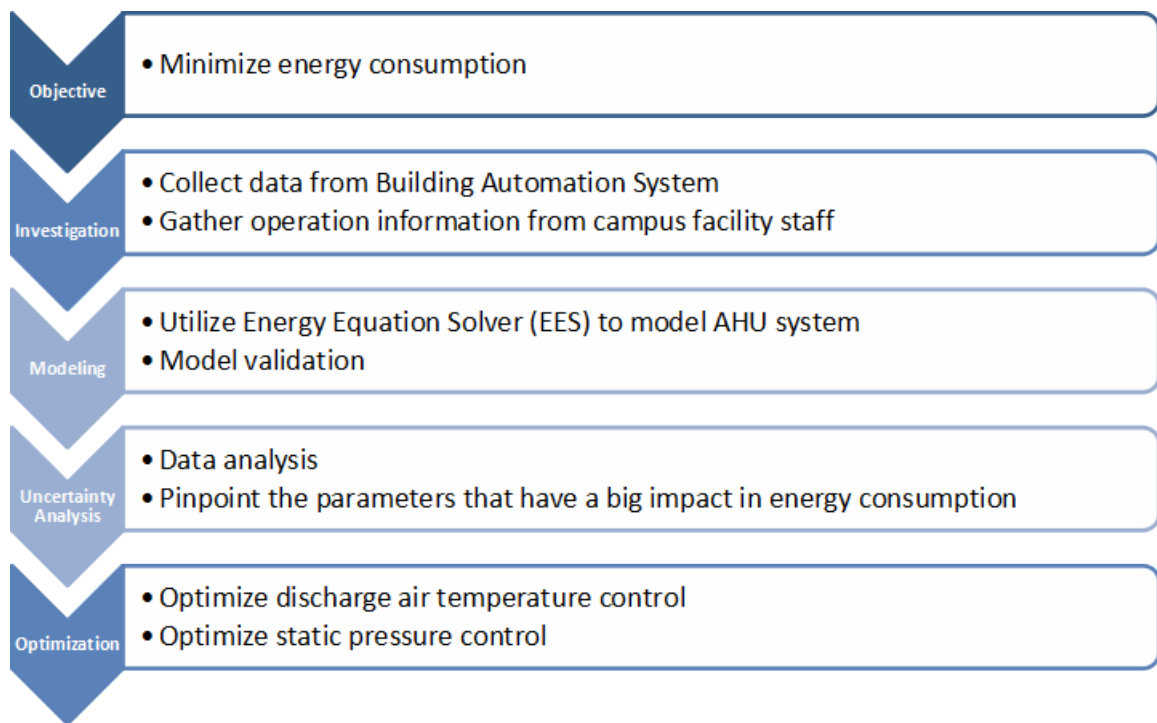 Objective
• Minimize energy consumption
Investigation
• Collect data from Building Automation System
• Gather operation information from campus facility staff
Modeling
• Utilize Energy Equation Solver (EES) to model AHU system
• Model validation
Uncertainty
Analysis
• Data analysis
• Pinpoint the parameters that have a big impact in energy consumption
Optimization
• Optimize discharge air temperature control
• Optimize static pressure control